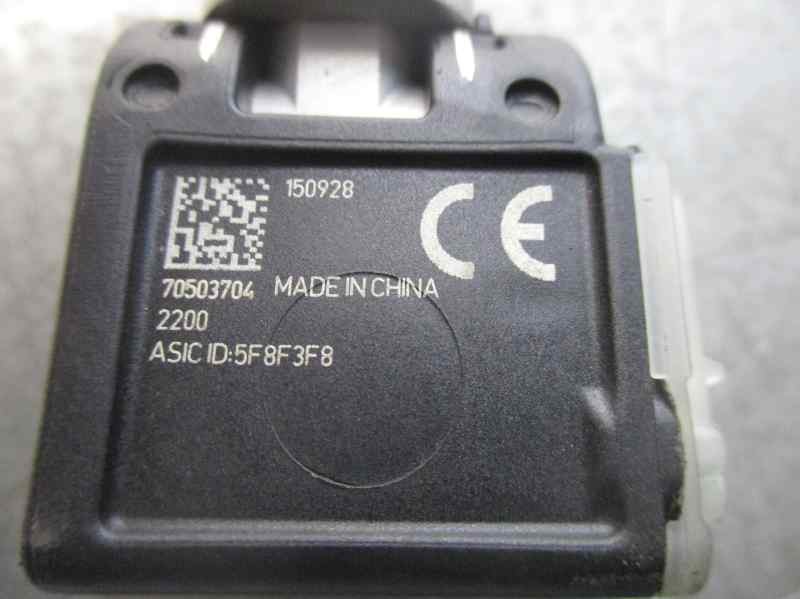 150928
CE
70503704 MADE IN CHINA
2200
ASIC ID:5F8F3F8